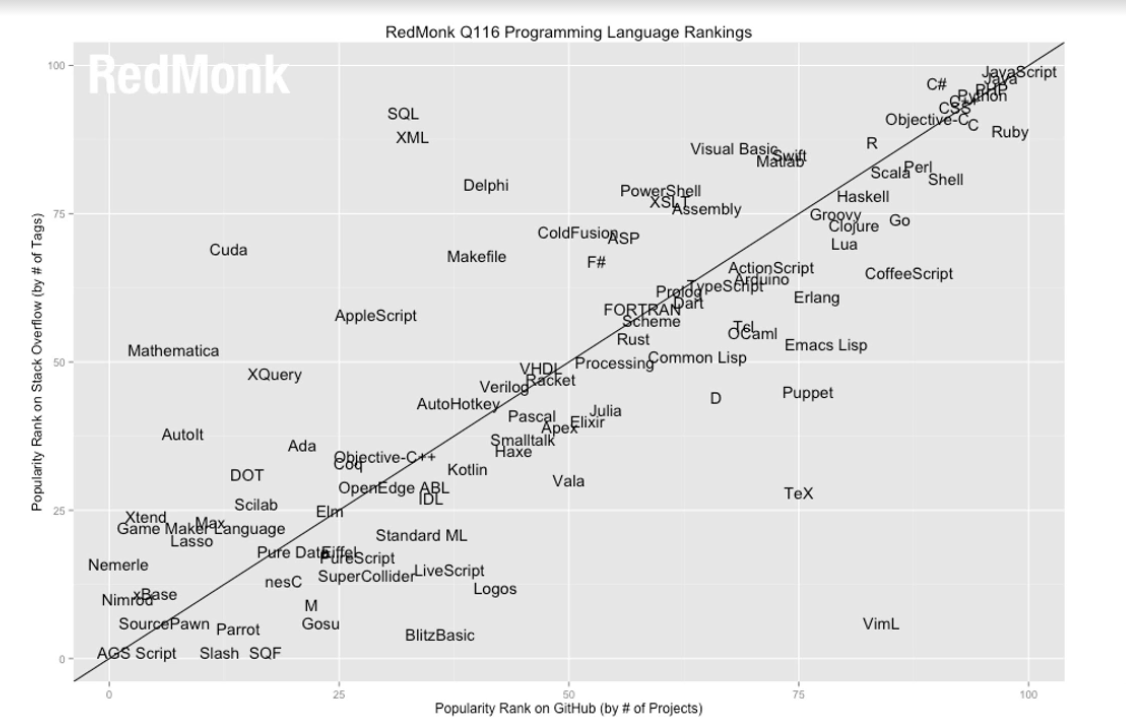 RedMonk Q116 Programming Language Rankings
RedMonk
100
JavaScript
C#
Java
PHP
Python
CSS
SQL
Objective-C
C
Ruby
XML
R
Visual Basic
Swift
Matlab
Perl
Scala
Shell
Delphi
PowerShell
Haskell
XSLT
Assembly
75
Groovy
Go
Clojure
ColdFusion
ASP
Lua
Cuda
Makefile
F#
ActionScript
CoffeeScript
Arduino
TypeScript
Prolog
Erlang
Dart
FORTRAN
AppleScript
Scheme
Tcl
OCaml
Rust
Emacs Lisp
Mathematica
Common Lisp
50
Processing
VHDL
XQuery
Racket
Verilog
Puppet
D
AutoHotkey
Julia
Pascal
Elixir
Apex
AutoIt
Smalltalk
Ada
Haxe
Objective-C++
Coq
Kotlin
DOT
Vala
OpenEdge ABL
TeX
IDL
Scilab
25
Elm
Xtend
Max
Game Maker Language
Standard ML
Lasso
Pure Data
Eiffel
PureScript
Nemerle
LiveScript
SuperCollider
nesC
Logos
xBase
Nimrod
M
SourcePawn
Gosu
VimL
Parrot
BlitzBasic
AGS Script
Slash
SQF
0
0
25
50
75
100
Popularity Rank on GitHub (by # of Projects)
Popularity Rank on Stack Overflow (by # of Tags)